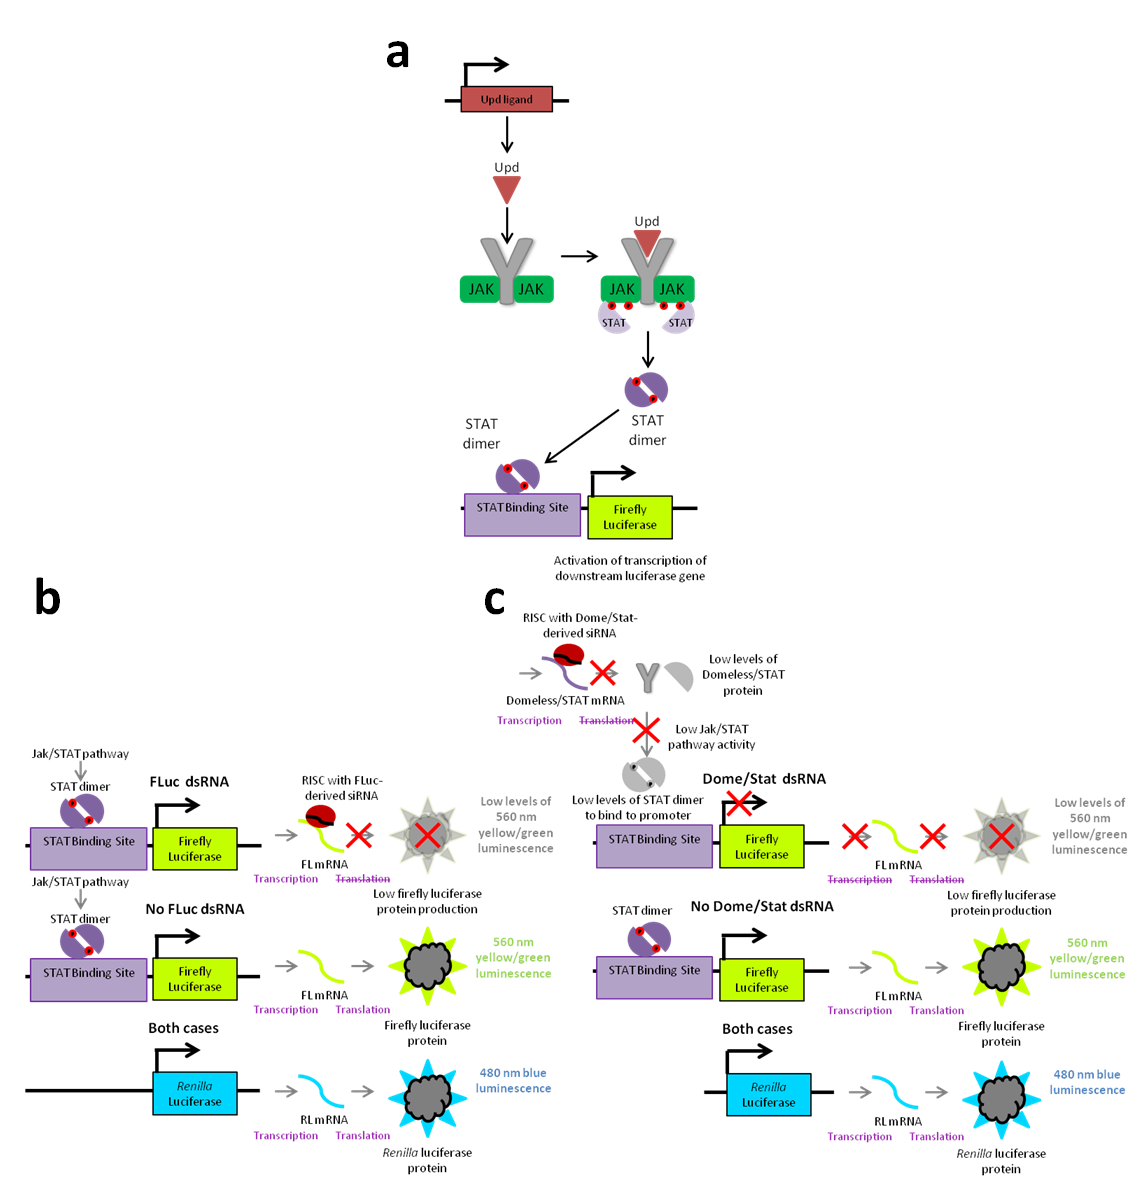 a
Upd ligand
Upd
Upd
JAK JAK
JAK JAK
STAT STAT
STAT
dimer
STAT
dimer
STAT Binding Site
Firefly
Luciferase
Activation of transcription of
downstream luciferase gene
b
Jak/STAT pathway
STAT dimer
FLuc dsRNA
STAT Binding Site
Firefly
Luciferase
RISC with FLuc-
derived siRNA
FL mRNA
Transcription Translation
Low levels of
560 nm
yellow/green
luminescence
Low firefly luciferase
protein production
Jak/STAT pathway
STAT dimer
No FLuc dsRNA
STAT Binding Site
Firefly
Luciferase
FL mRNA
Transcription Translation
560 nm
yellow/green
luminescence
Firefly luciferase
protein
Both cases
Renilla
Luciferase
RL mRNA
Transcription Translation
480 nm blue
luminescence
Renilla luciferase
protein
c
RISC with Dome/Stat-
derived siRNA
Domeless/STAT mRNA
Transcription Translation
Low levels of
Domeless/STAT
protein
Low Jak/STAT
pathway activity
Low levels of STAT dimer
to bind to promoter
Dome/Stat dsRNA
STAT Binding Site
Firefly
Luciferase
FL mRNA
Transcription Translation
Low levels of
560 nm
yellow/green
luminescence
Low firefly luciferase
protein production
STAT dimer
No Dome/Stat dsRNA
STAT Binding Site
Firefly
Luciferase
FL mRNA
Transcription Translation
560 nm
yellow/green
luminescence
Firefly luciferase
protein
Both cases
Renilla
Luciferase
RL mRNA
Transcription Translation
480 nm blue
luminescence
Renilla luciferase
protein